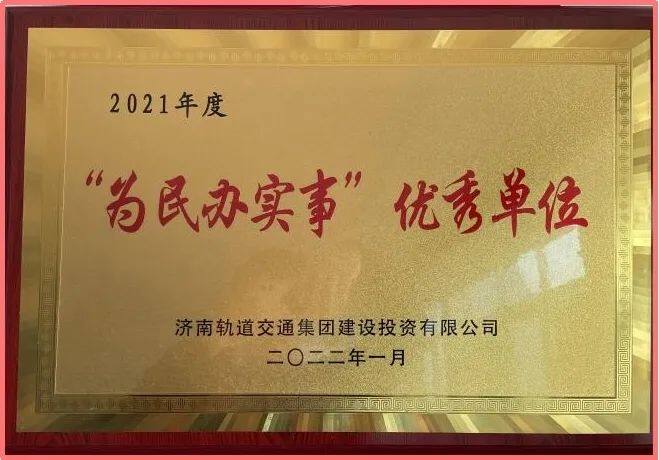 2021年度
“为民办实事”优秀单位
济南轨道交通集团建设投资有限公司
二〇二二年一月